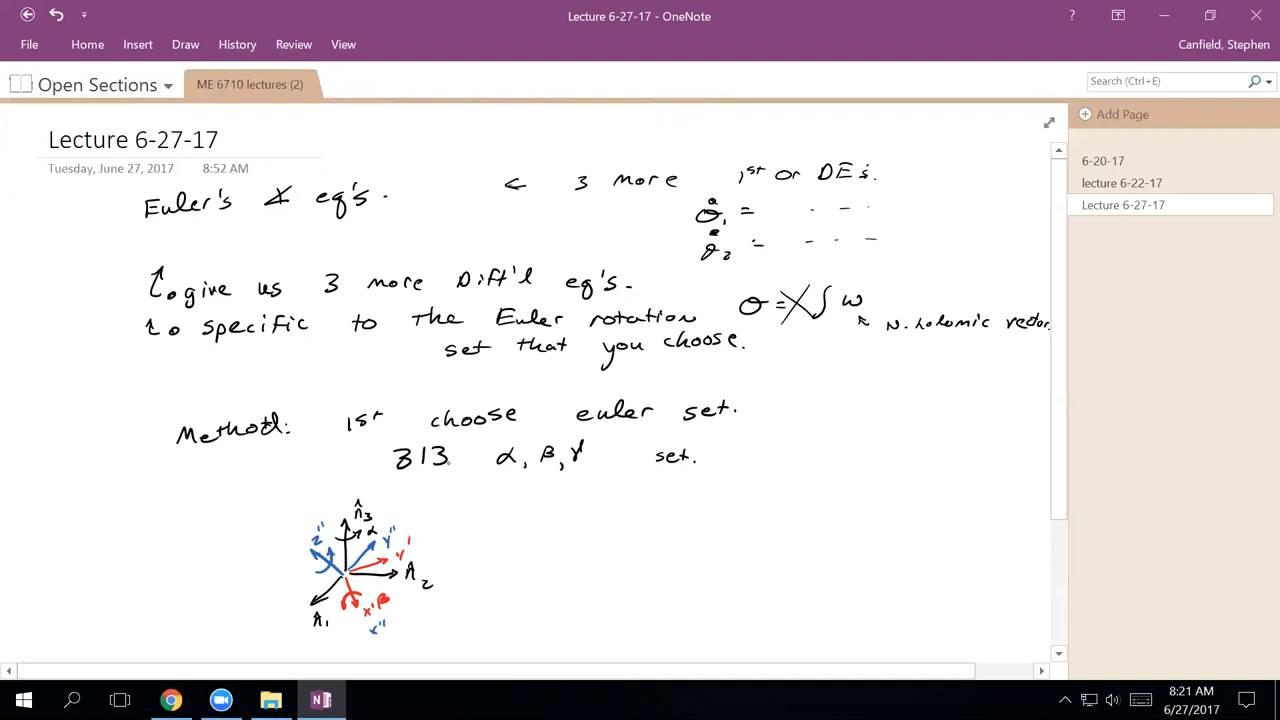 Lecture 6-27-17 - OneNote
?
File Home Insert Draw History Review View
Canfield, Stephen
Open Sections
ME 6710 lectures (2)
Search (Ctrl+E)
Lecture 6-27-17
Add Page
Tuesday, June 27, 2017 8:52 AM
6-20-17
lecture 6-22-17
Lecture 6-27-17
Euler's ∡ eq's.
← 3 more 1st or DE's.
θ̇1 = . - -
θ̇2 = - - -
give us 3 more Diff'l eq's.
specific to the Euler rotation
set that you choose.
θ = ∫ ω
N. holomic vector.
Method: 1st choose euler set.
313 α, β, γ set.
n̂3
α
z" y"
y'
n̂2
x' β
n̂1
x"
8:21 AM
6/27/2017